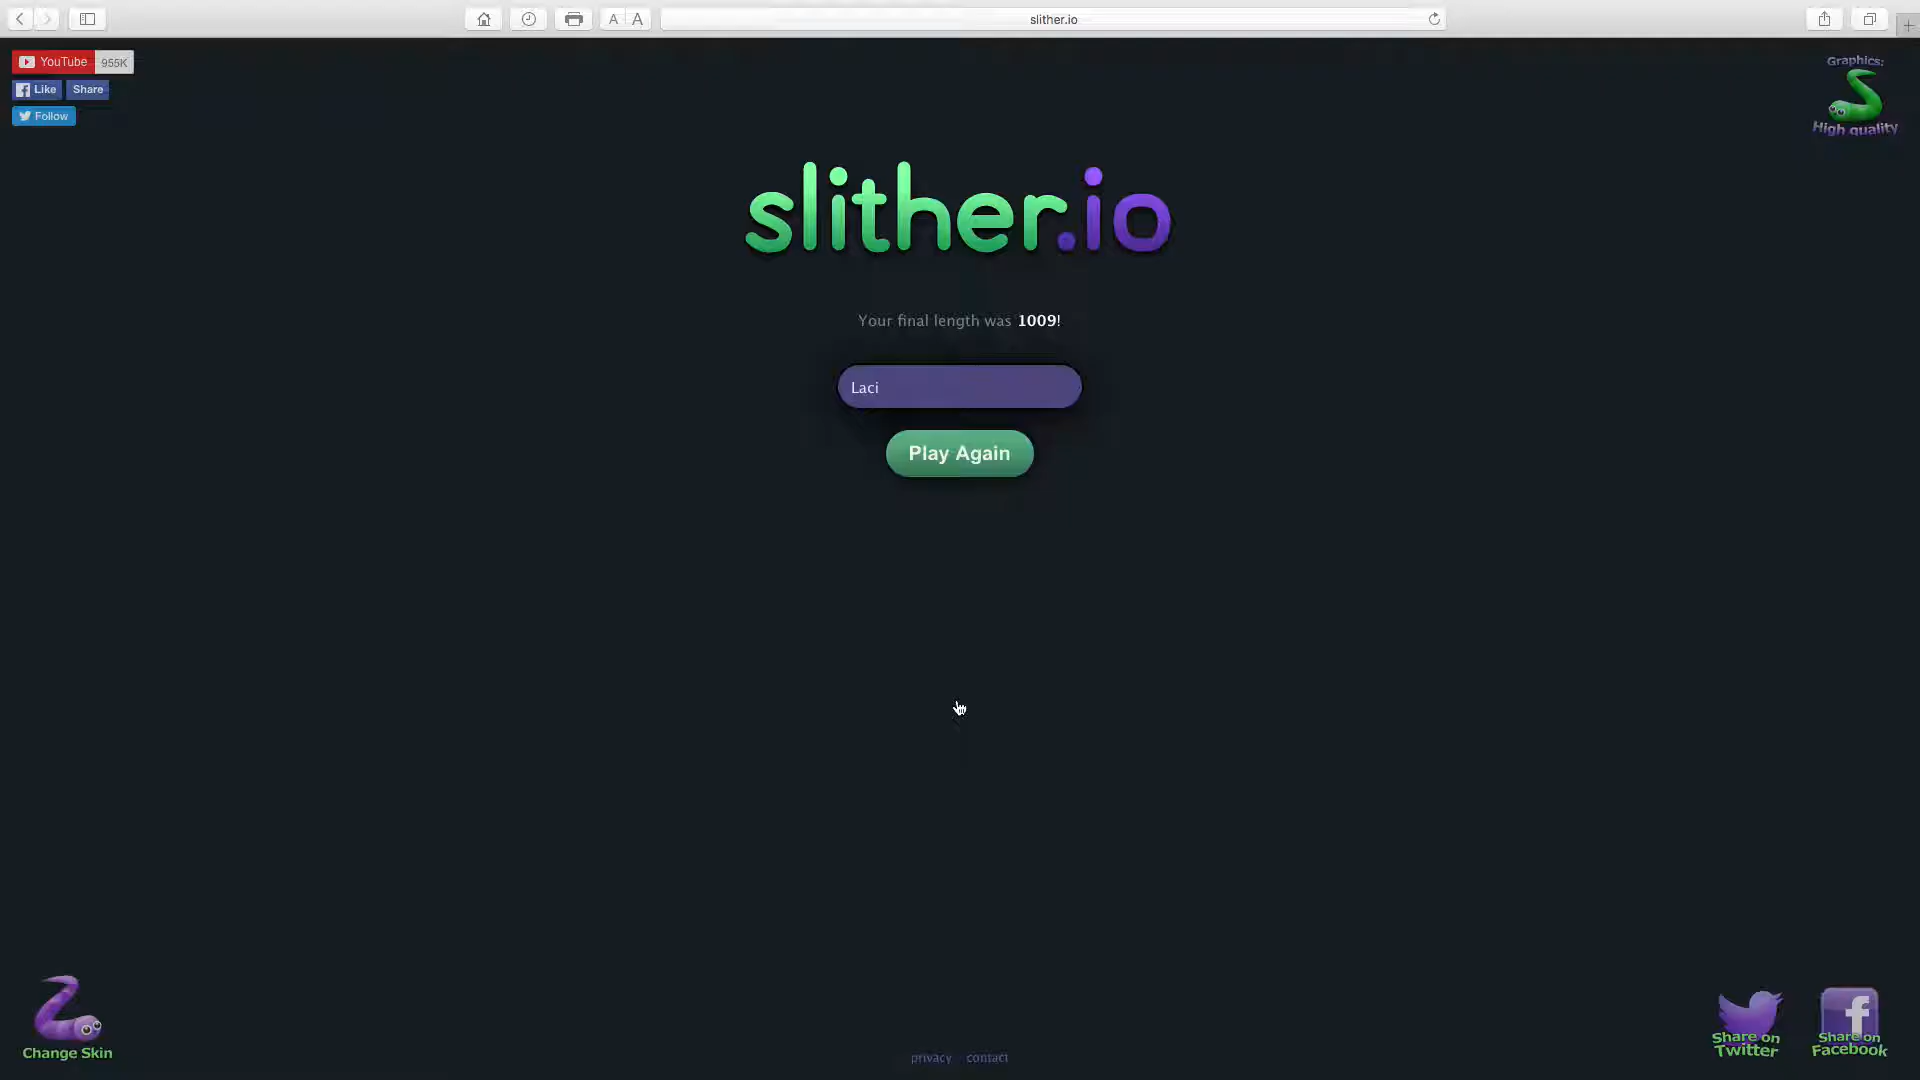 A A
slither.io
YouTube 955K
Like Share
Follow
Graphics:
High quality
slither.io
Your final length was 1009!
Laci
Play Again
Change Skin
privacy contact
Share on
Twitter
Share on
Facebook